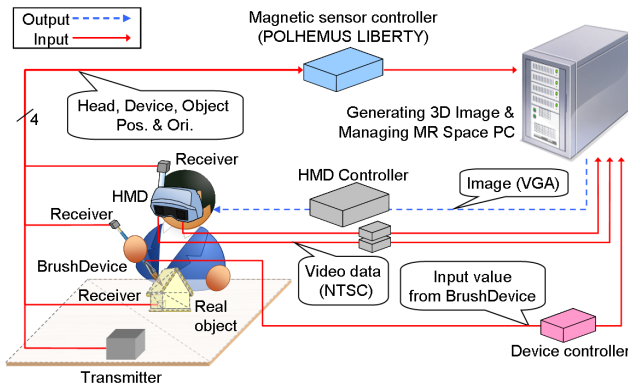 Output
Input
Magnetic sensor controller
(POLHEMUS LIBERTY)
4
Head, Device, Object
Pos. & Ori.
Generating 3D Image &
Managing MR Space PC
Receiver
HMD
HMD Controller
Image (VGA)
Receiver
BrushDevice
Video data
(NTSC)
Input value
from BrushDevice
Receiver
Real
object
Transmitter
Device controller